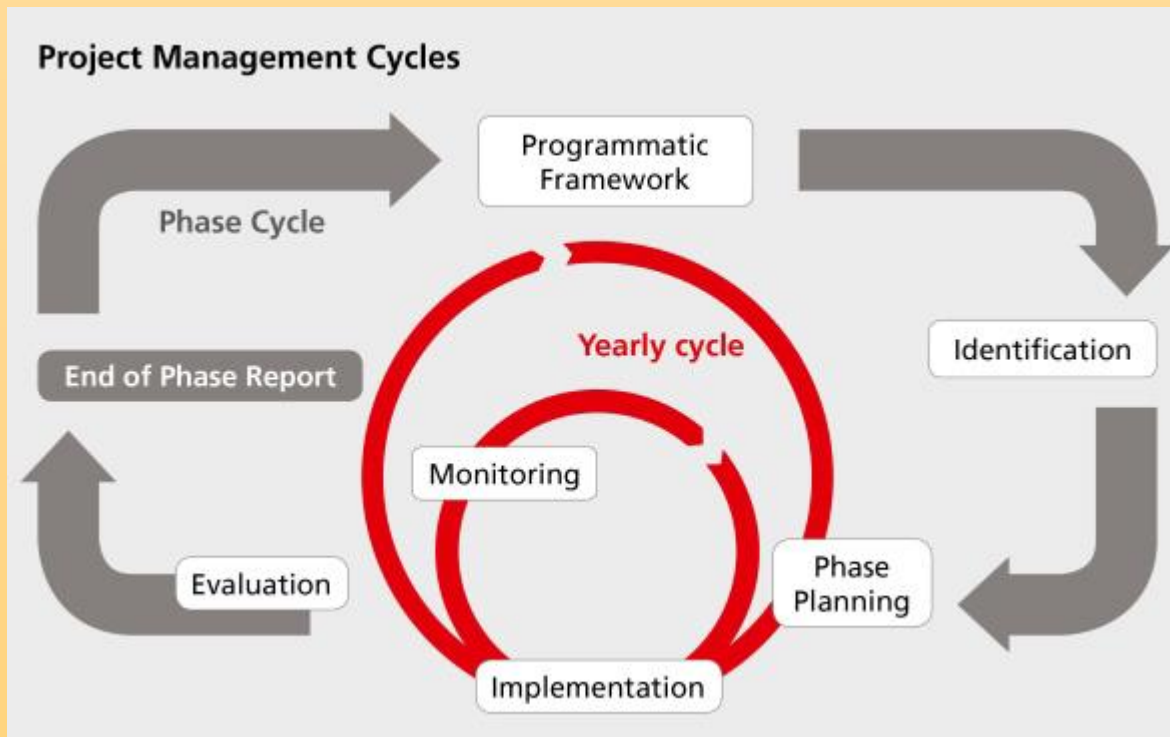 Project Management Cycles
Programmatic
Framework
Phase Cycle
Yearly cycle
Identification
End of Phase Report
Monitoring
Phase
Planning
Evaluation
Implementation